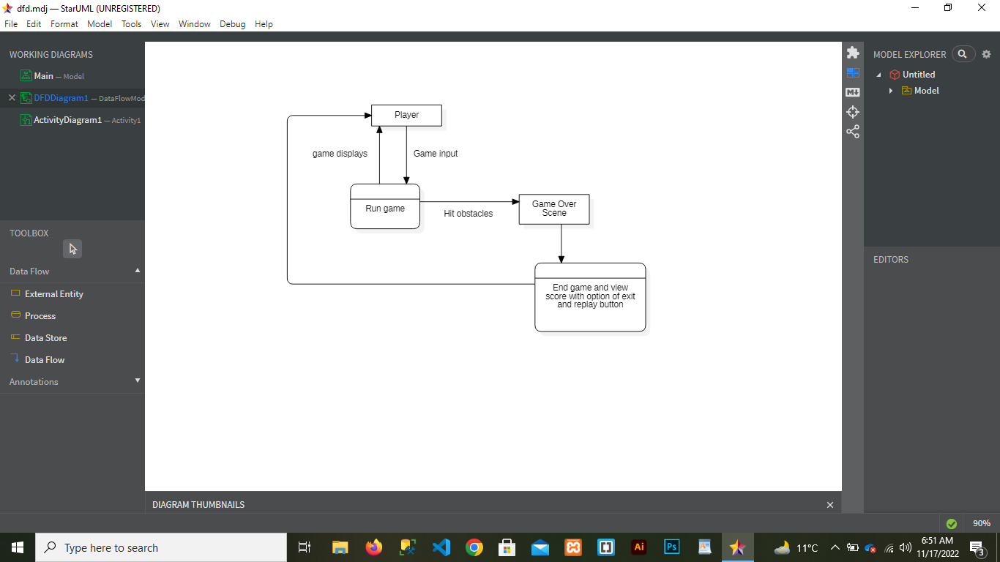 dfd.mdj — StarUML (UNREGISTERED)
File Edit Format Model Tools View Window Debug Help
WORKING DIAGRAMS
Main — Model
DFDDiagram1 — DataFlowMod
ActivityDiagram1 — Activity1
TOOLBOX
Data Flow
External Entity
Process
Data Store
Data Flow
Annotations
Player
game displays
Game input
Run game
Hit obstacles
Game Over
Scene
End game and view
score with option of exit
and replay button
DIAGRAM THUMBNAILS
M
MODEL EXPLORER
Untitled
Model
EDITORS
90%
Type here to search
Ai
Ps
11°C
6:51 AM
11/17/2022
3